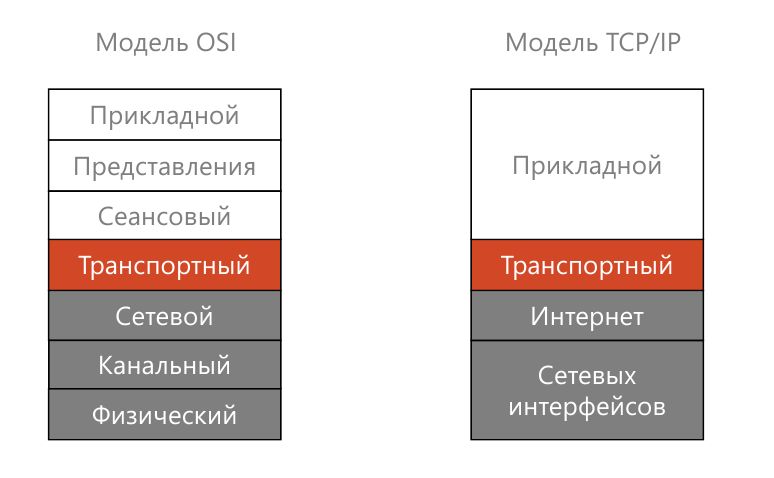 Модель OSI
Прикладной
Представления
Сеансовый
Транспортный
Сетевой
Канальный
Физический
Модель TCP/IP
Прикладной
Транспортный
Интернет
Сетевых
интерфейсов